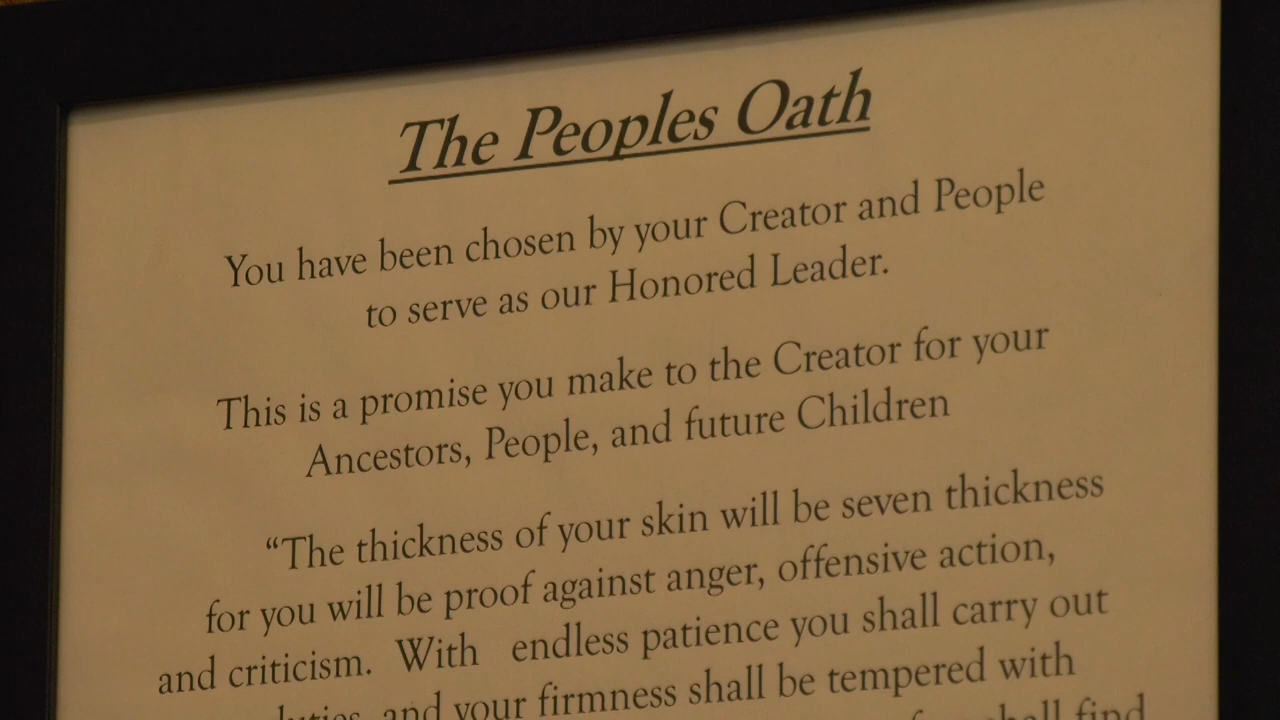 The Peoples Oath
You have been chosen by your Creator and People
to serve as our Honored Leader.
This is a promise you make to the Creator for your
Ancestors, People, and future Children
“The thickness of your skin will be seven thickness
for you will be proof against anger, offensive action,
and criticism. With endless patience you shall carry out
duties, and your firmness shall be tempered with
shall find